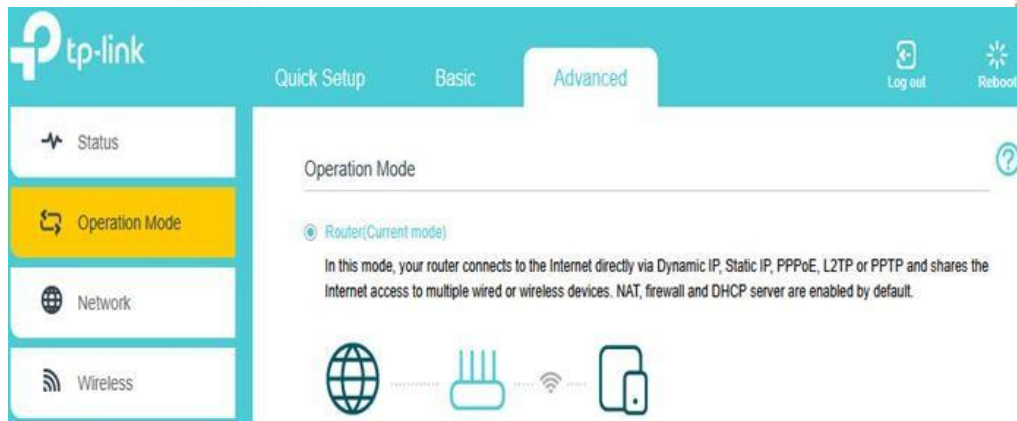 tp-link
Quick Setup
Basic
Advanced
Log out
Reboot
Status
Operation Mode
Network
Wireless
Operation Mode
Router(Current mode)
In this mode, your router connects to the Internet directly via Dynamic IP, Static IP, PPPoE, L2TP or PPTP and shares the
Internet access to multiple wired or wireless devices. NAT, firewall and DHCP server are enabled by default.